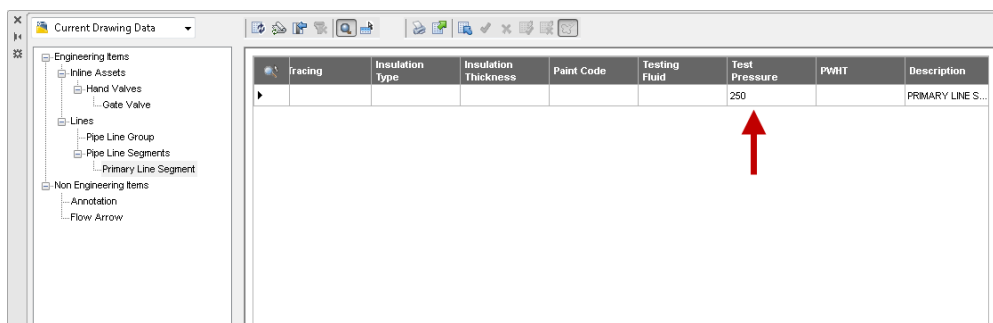 Current Drawing Data
Engineering Items
Inline Assets
Hand Valves
Gate Valve
Lines
Pipe Line Group
Pipe Line Segments
Primary Line Segment
Non Engineering Items
Annotation
Flow Arrow
Tracing
Insulation
Type
Insulation
Thickness
Paint Code
Testing
Fluid
Test
Pressure
PWHT
Description
250
PRIMARY LINE S...